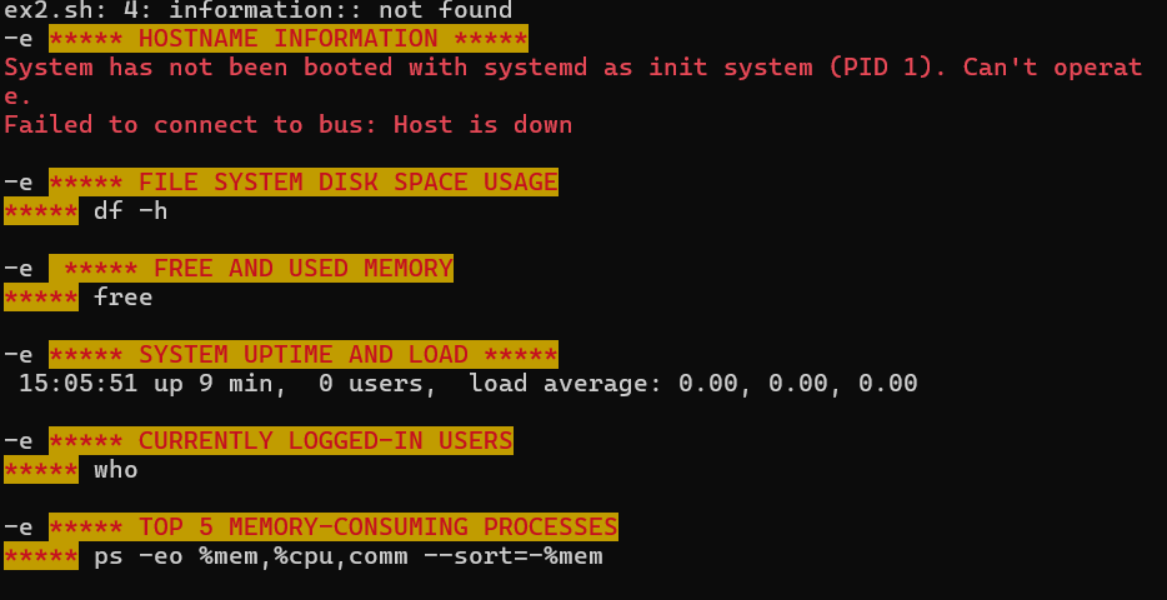 ex2.sh: 4: information:: not found
-e ***** HOSTNAME INFORMATION *****
System has not been booted with systemd as init system (PID 1). Can't operat
e.
Failed to connect to bus: Host is down
-e ***** FILE SYSTEM DISK SPACE USAGE
***** df -h
-e  ***** FREE AND USED MEMORY
***** free
-e ***** SYSTEM UPTIME AND LOAD *****
 15:05:51 up 9 min,  0 users,  load average: 0.00, 0.00, 0.00
-e ***** CURRENTLY LOGGED-IN USERS
***** who
-e ***** TOP 5 MEMORY-CONSUMING PROCESSES
***** ps -eo %mem,%cpu,comm --sort=-%mem